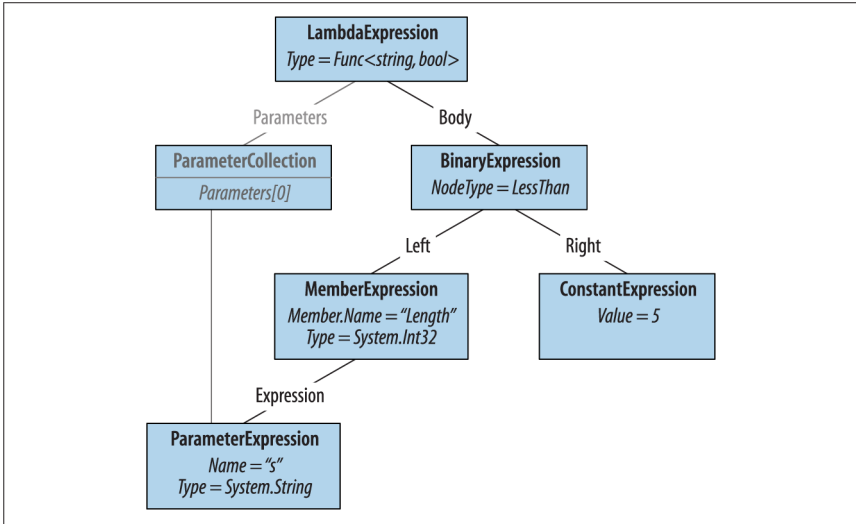 LambdaExpression
Type = Func<string, bool>
Parameters
Body
ParameterCollection
Parameters[0]
BinaryExpression
NodeType = LessThan
Left
Right
MemberExpression
Member.Name = “Length”
Type = System.Int32
ConstantExpression
Value = 5
Expression
ParameterExpression
Name = “s”
Type = System.String